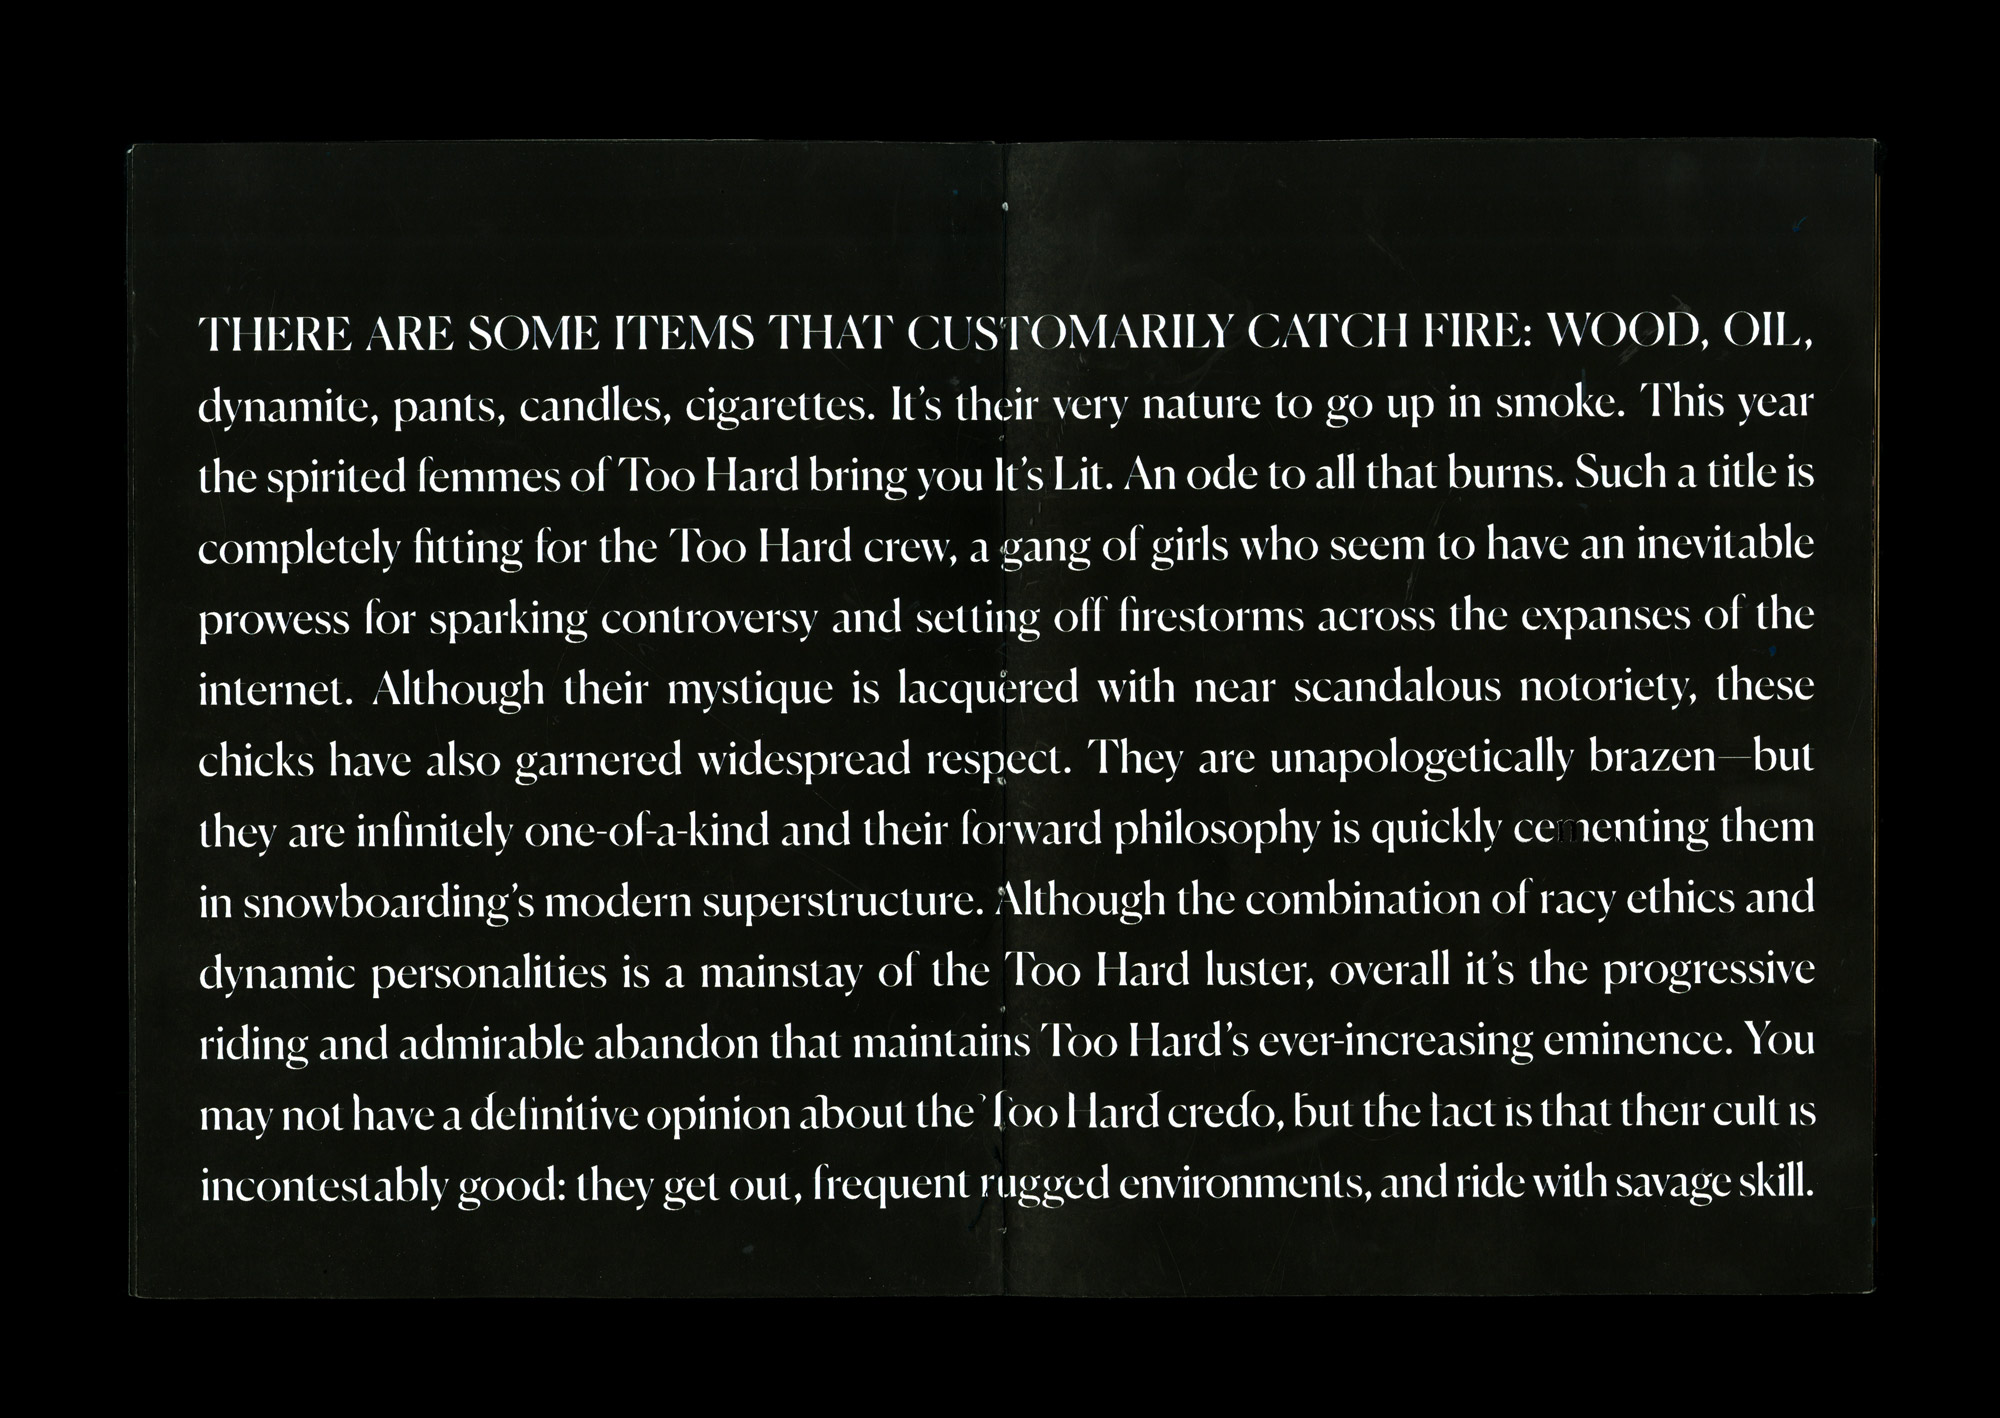 THERE ARE SOME ITEMS THAT CUSTOMARILY CATCH FIRE: WOOD, OIL,
dynamite, pants, candles, cigarettes. It’s their very nature to go up in smoke. This year
the spirited femmes of Too Hard bring you It’s Lit. An ode to all that burns. Such a title is
completely fitting for the Too Hard crew, a gang of girls who seem to have an inevitable
prowess for sparking controversy and setting off firestorms across the expanses of the
internet. Although their mystique is lacquered with near scandalous notoriety, these
chicks have also garnered widespread respect. They are unapologetically brazen—but
they are infinitely one-of-a-kind and their forward philosophy is quickly cementing them
in snowboarding’s modern superstructure. Although the combination of racy ethics and
dynamic personalities is a mainstay of the Too Hard luster, overall it’s the progressive
riding and admirable abandon that maintains Too Hard’s ever-increasing eminence. You
may not have a definitive opinion about the Too Hard credo, but the fact is that their cult is
incontestably good: they get out, frequent rugged environments, and ride with savage skill.